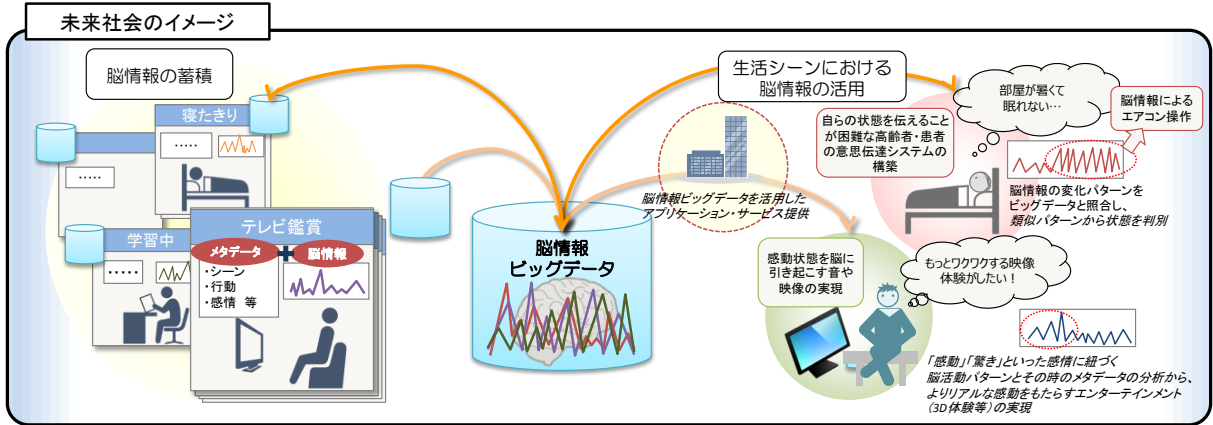 未来社会のイメージ
脳情報の蓄積
寝たきり
‥‥‥
‥‥‥
学習中
‥‥‥
テレビ鑑賞
メタデータ
+
脳情報
・シーン
・行動
・感情 等
脳情報
ビッグデータ
生活シーンにおける
脳情報の活用
脳情報ビッグデータを活用した
アプリケーション・サービス提供
自らの状態を伝えること
が困難な高齢者・患者
の意思伝達システムの
構築
部屋が暑くて
眠れない…
脳情報による
エアコン操作
脳情報の変化パターンを
ビッグデータと照合し、
類似パターンから状態を判別
感動状態を脳に
引き起こす音や
映像の実現
もっとワクワクする映像
体験がしたい！
「感動」「驚き」といった感情に紐づく
脳活動パターンとその時のメタデータの分析から、
よりリアルな感動をもたらすエンターテインメント
（3D体験等）の実現